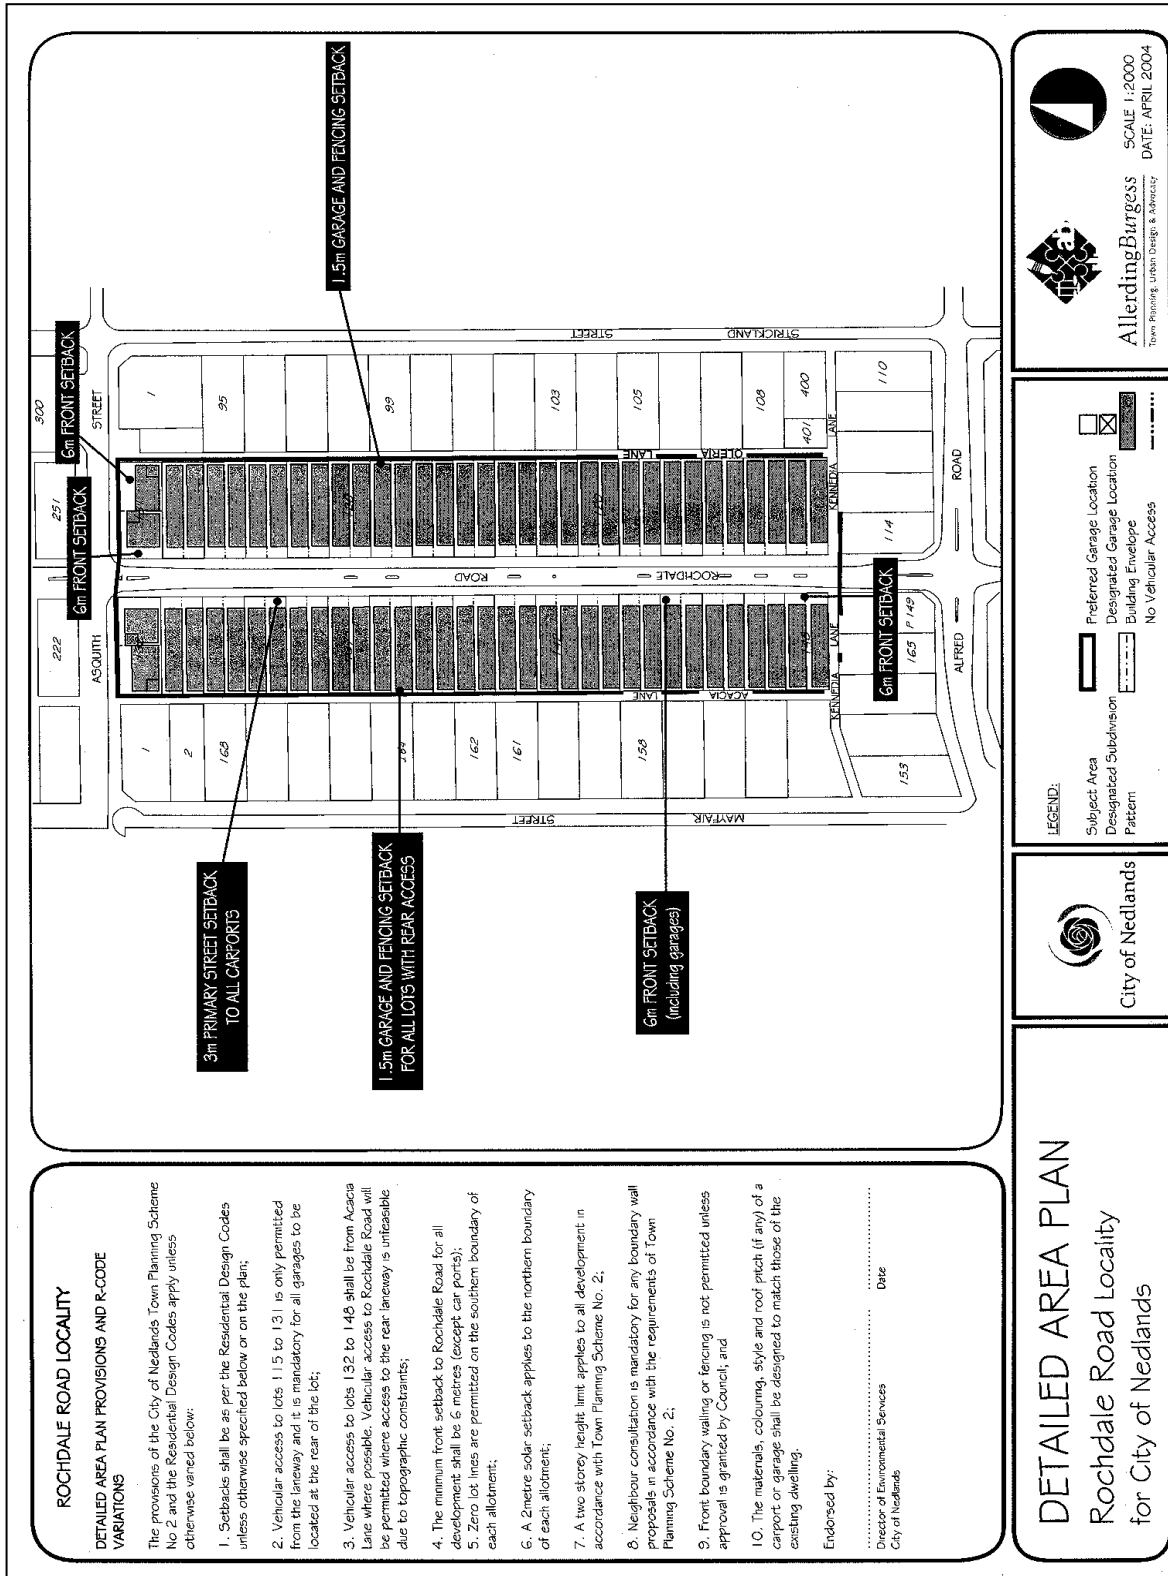 ROCHDALE ROAD LOCALITY
DETAILED AREA PLAN PROVISIONS AND R-CODE
VARIATIONS
The provisions of the City of Nedlands Town Planning Scheme
No 2 and the Residential Design Codes apply unless
otherwise varied below:
1. Setbacks shall be as per the Residential Design Codes
unless otherwise specified below or on the plan;
2. Vehicular access to lots 115 to 131 is only permitted
from the laneway and it is mandatory for all garages to be
located at the rear of the lot;
3. Vehicular access to lots 132 to 148 shall be from Acacia
Lane where possible. Vehicular access to Rochdale Road will
be permitted where access to the rear laneway is unfeasible
due to topographic constraints;
4. The minimum front setback to Rochdale Road for all
development shall be 6 metres (except car ports);
5. Zero lot lines are permitted on the southern boundary of
each allotment;
6. A 2metre solar setback applies to the northern boundary
of each allotment;
7. A two storey height limit applies to all development in
accordance with Town Planning Scheme No. 2;
8. Neighbour consultation is mandatory for any boundary wall
proposals in accordance with the requirements of Town
Planning Scheme No. 2;
9. Front boundary walling or fencing is not permitted unless
approval is granted by Council; and
10. The materials, colouring, style and roof pitch (if any) of a
carport or garage shall be designed to match those of the
existing dwelling.
Endorsed by:
Director of Environmental Services
Date
City of Nedlands
3m PRIMARY STREET SETBACK
TO ALL CARPORTS
1.5m GARAGE AND FENCING SETBACK
FOR ALL LOTS WITH REAR ACCESS
6m FRONT SETBACK
(including garages)
6m FRONT SETBACK
6m FRONT SETBACK
6m FRONT SETBACK
1.5m GARAGE AND FENCING SETBACK
222
251
300
ASQUITH
STREET
1
2
168
162
161
158
153
MAYFAIR
STREET
ACACIA
LANE
KENNEDIA
LANE
ROCHDALE
ROAD
165
P 149
114
110
ALFRED
ROAD
OLERIA
LANE
KENNEDIA
LANE
1
95
99
103
105
108
400
401
STRICKLAND
STREET
DETAILED AREA PLAN
Rochdale Road Locality
for City of Nedlands
City of Nedlands
LEGEND:
Subject Area
Designated Subdivision
Pattern
Preferred Garage Location
Designated Garage Location
Building Envelope
No Vehicular Access
ab
AllerdingBurgess
Town Planning, Urban Design & Advocacy
SCALE 1:2000
DATE: APRIL 2004